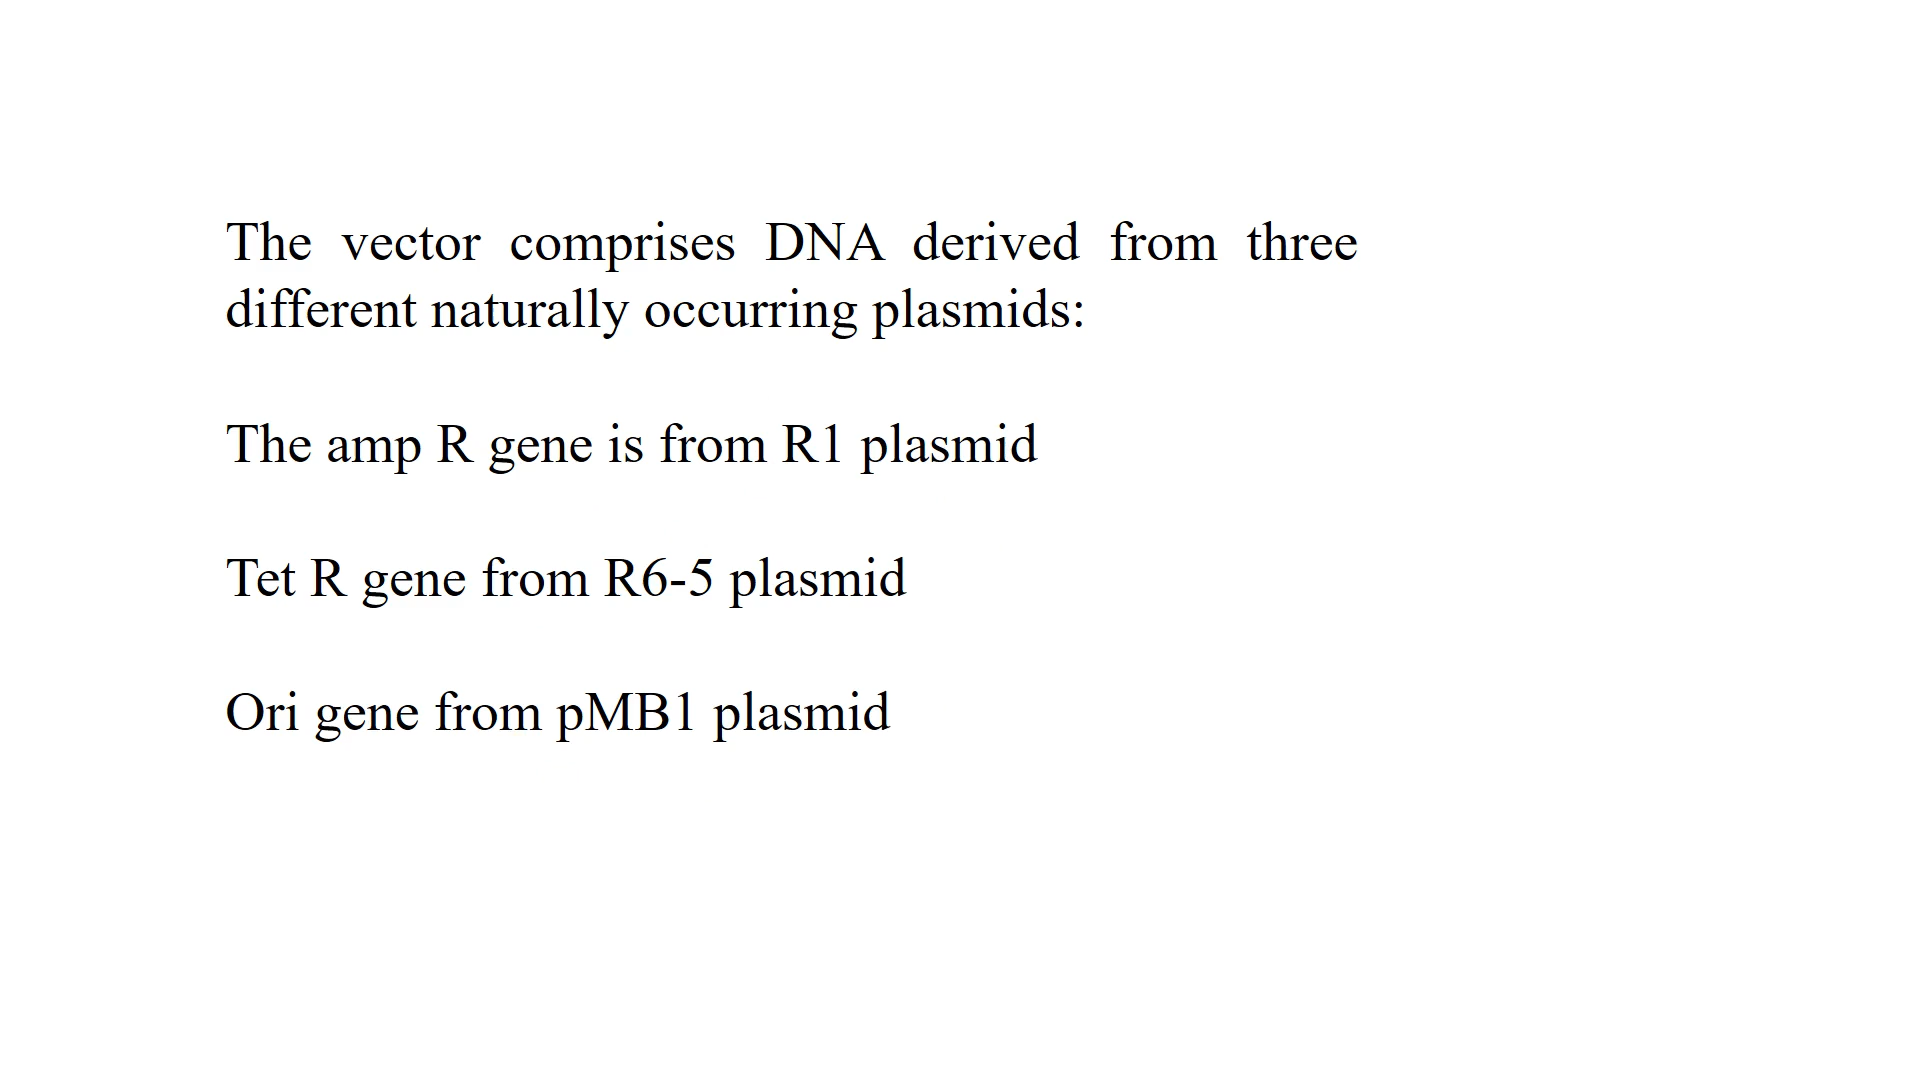 The vector comprises DNA derived from three
different naturally occurring plasmids:
The amp R gene is from R1 plasmid
Tet R gene from R6-5 plasmid
Ori gene from pMB1 plasmid